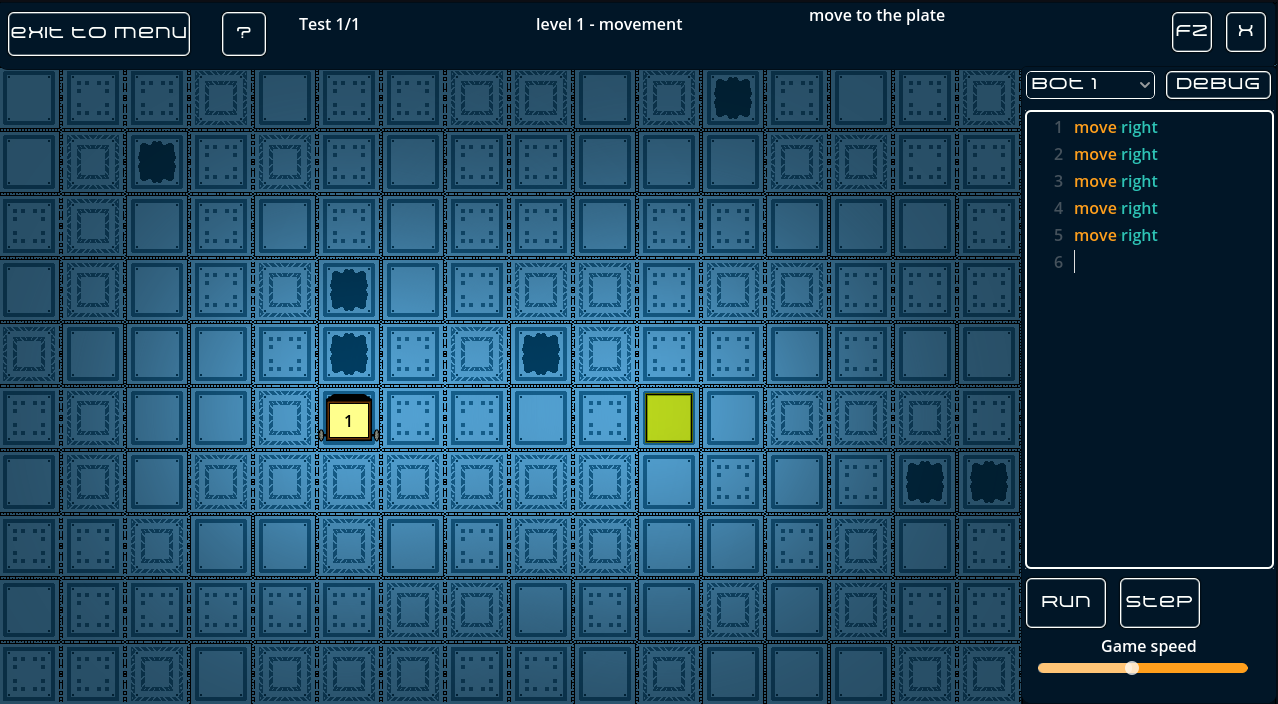 exit to menu
?
Test 1/1
level 1 - movement
move to the plate
FZ
X
BOT 1
DEBUG
1 move right
2 move right
3 move right
4 move right
5 move right
6
1
RUN
STEP
Game speed